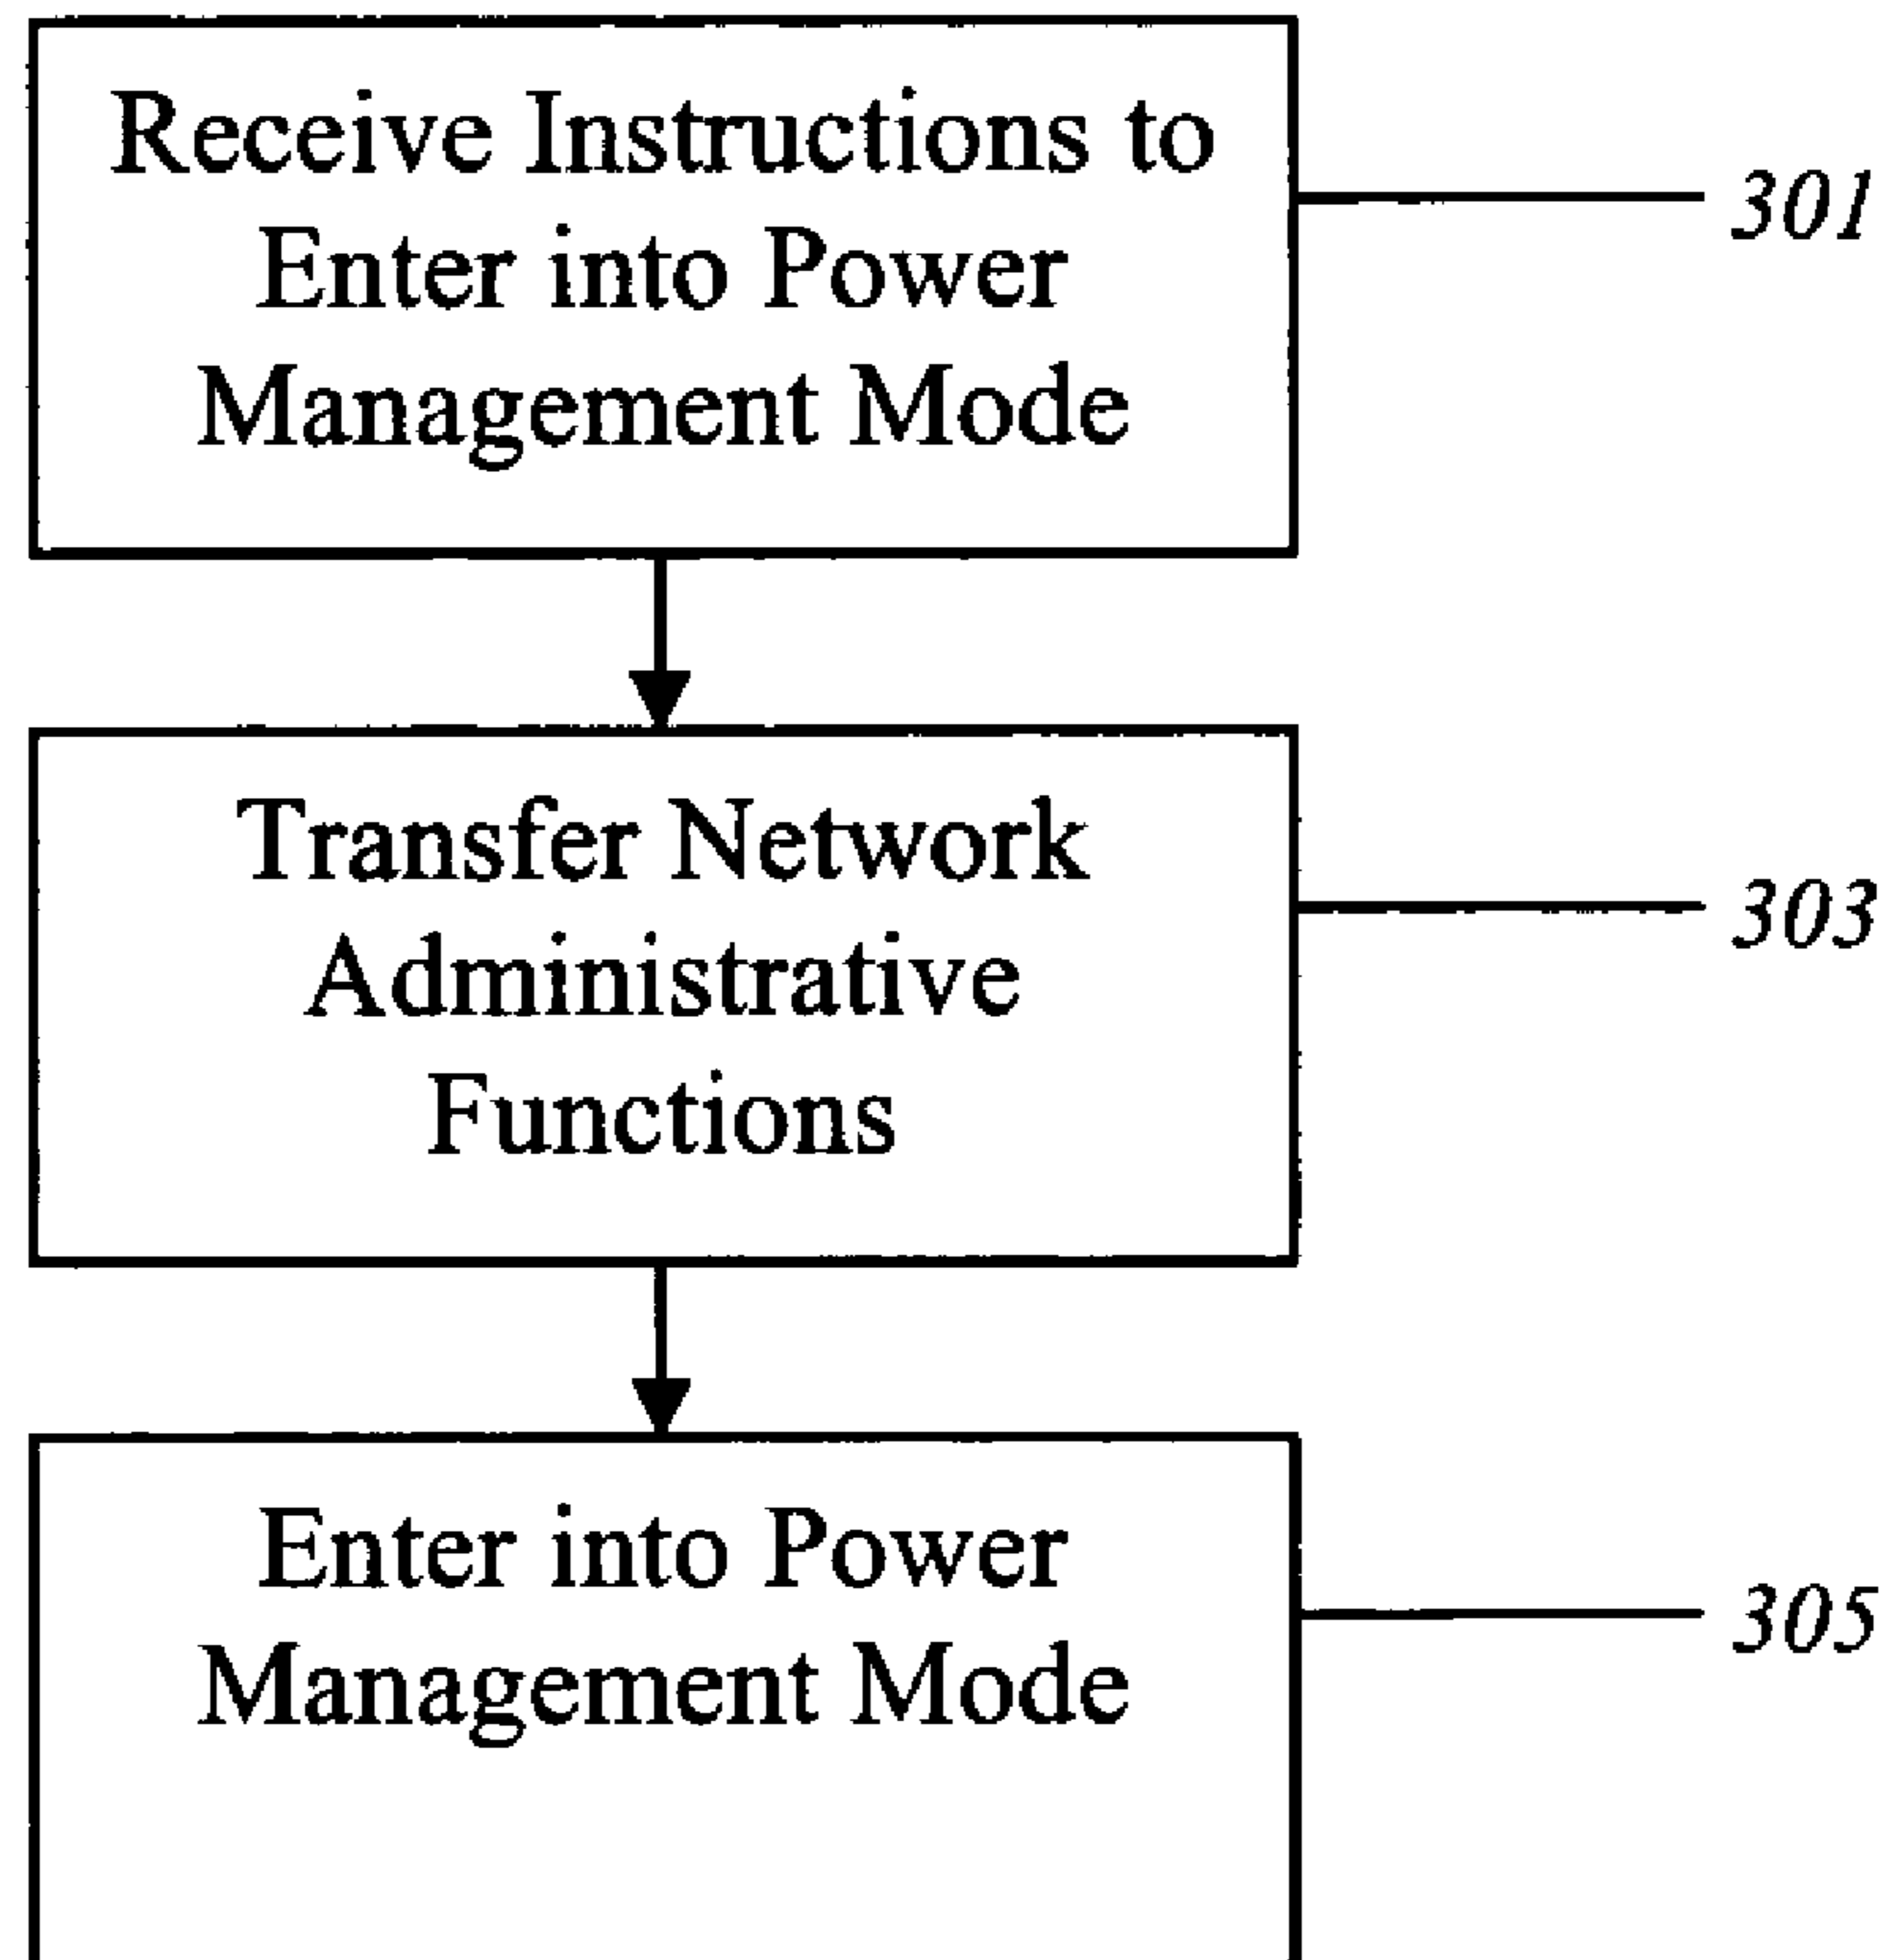 Receive Instructions to
Enter into Power
Management Mode
301
Transfer Network
Administrative
Functions
303
Enter into Power
Management Mode
305